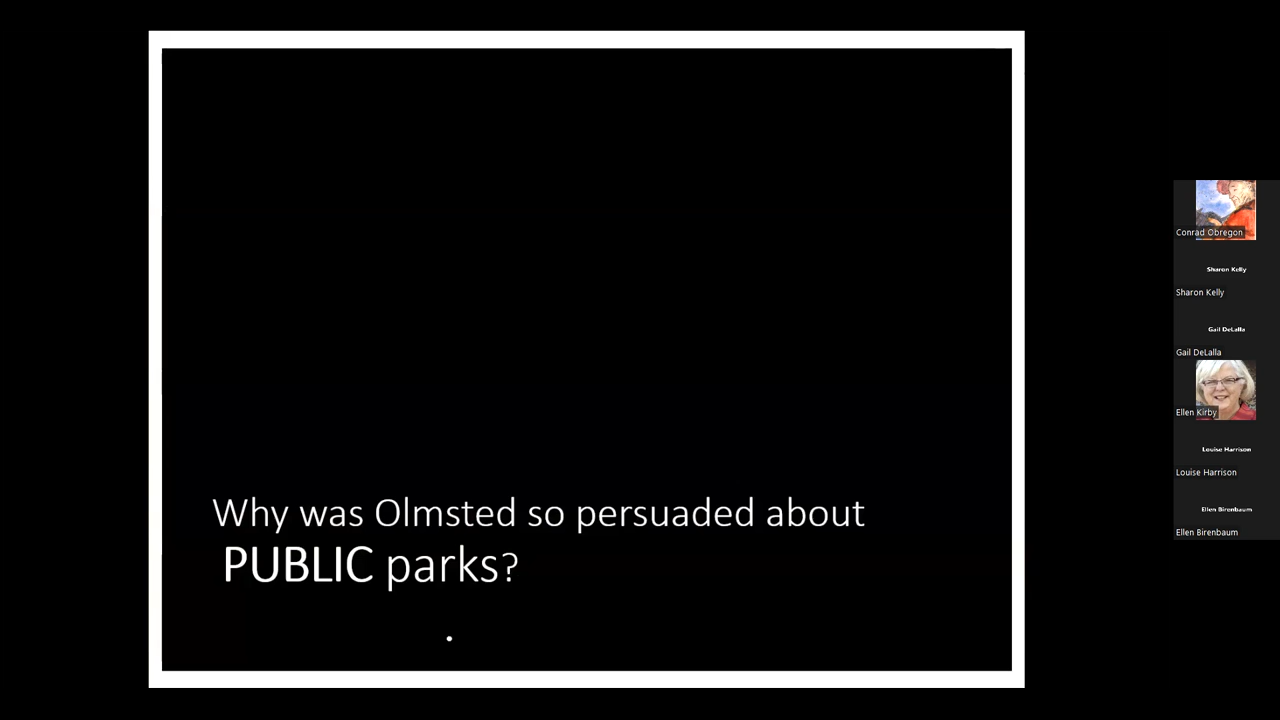 Why was Olmsted so persuaded about
PUBLIC parks?
.
Conrad Obregon
Sharon Kelly
Sharon Kelly
Gail DeLalla
Gail DeLalla
Ellen Kirby
Louise Harrison
Louise Harrison
Ellen Birenbaum
Ellen Birenbaum